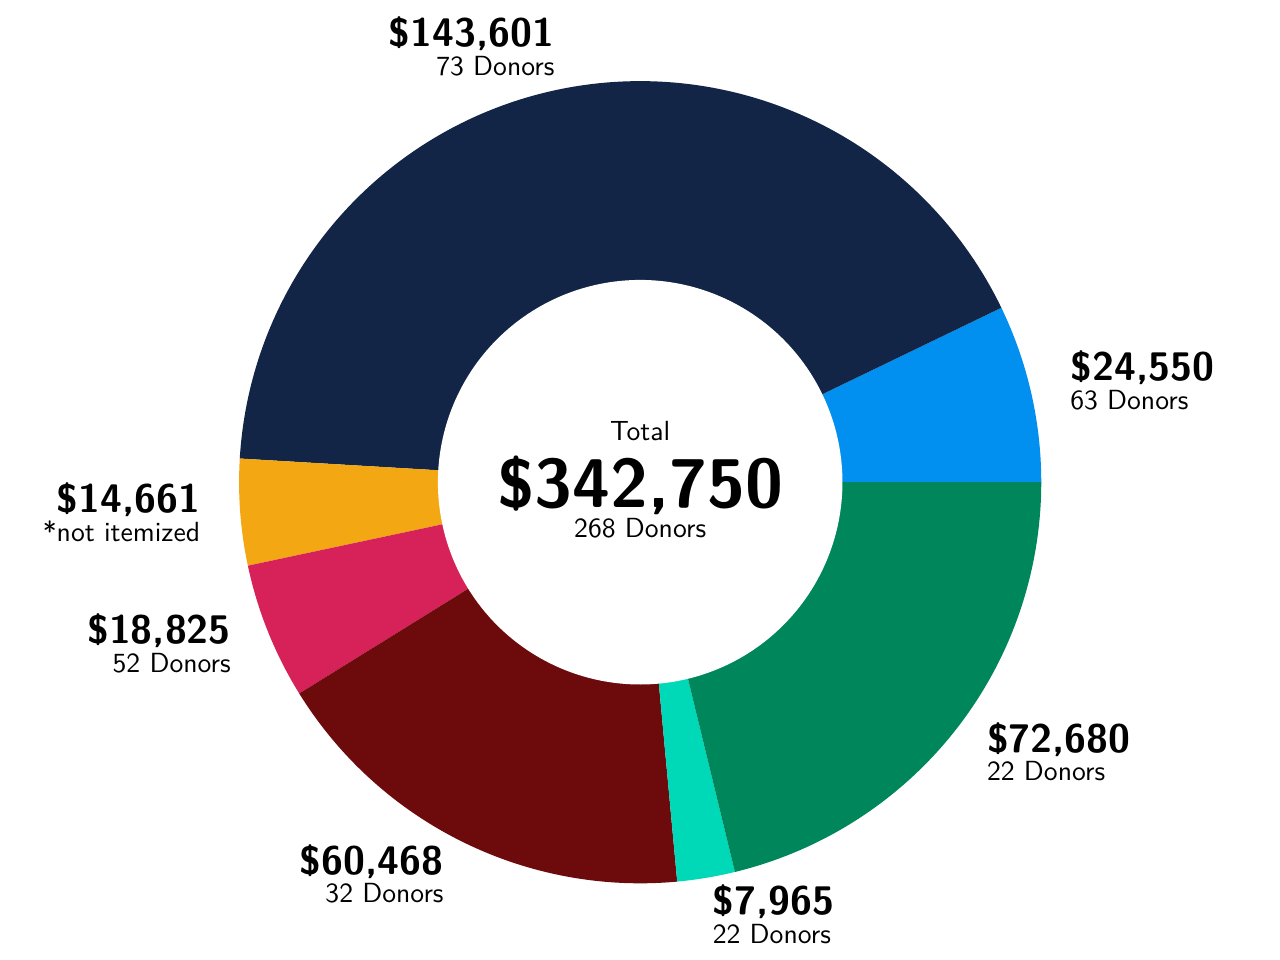 $143,601
73 Donors
$24,550
63 Donors
Total
$342,750
268 Donors
$14,661
*not itemized
$18,825
52 Donors
$72,680
22 Donors
$60,468
32 Donors
$7,965
22 Donors